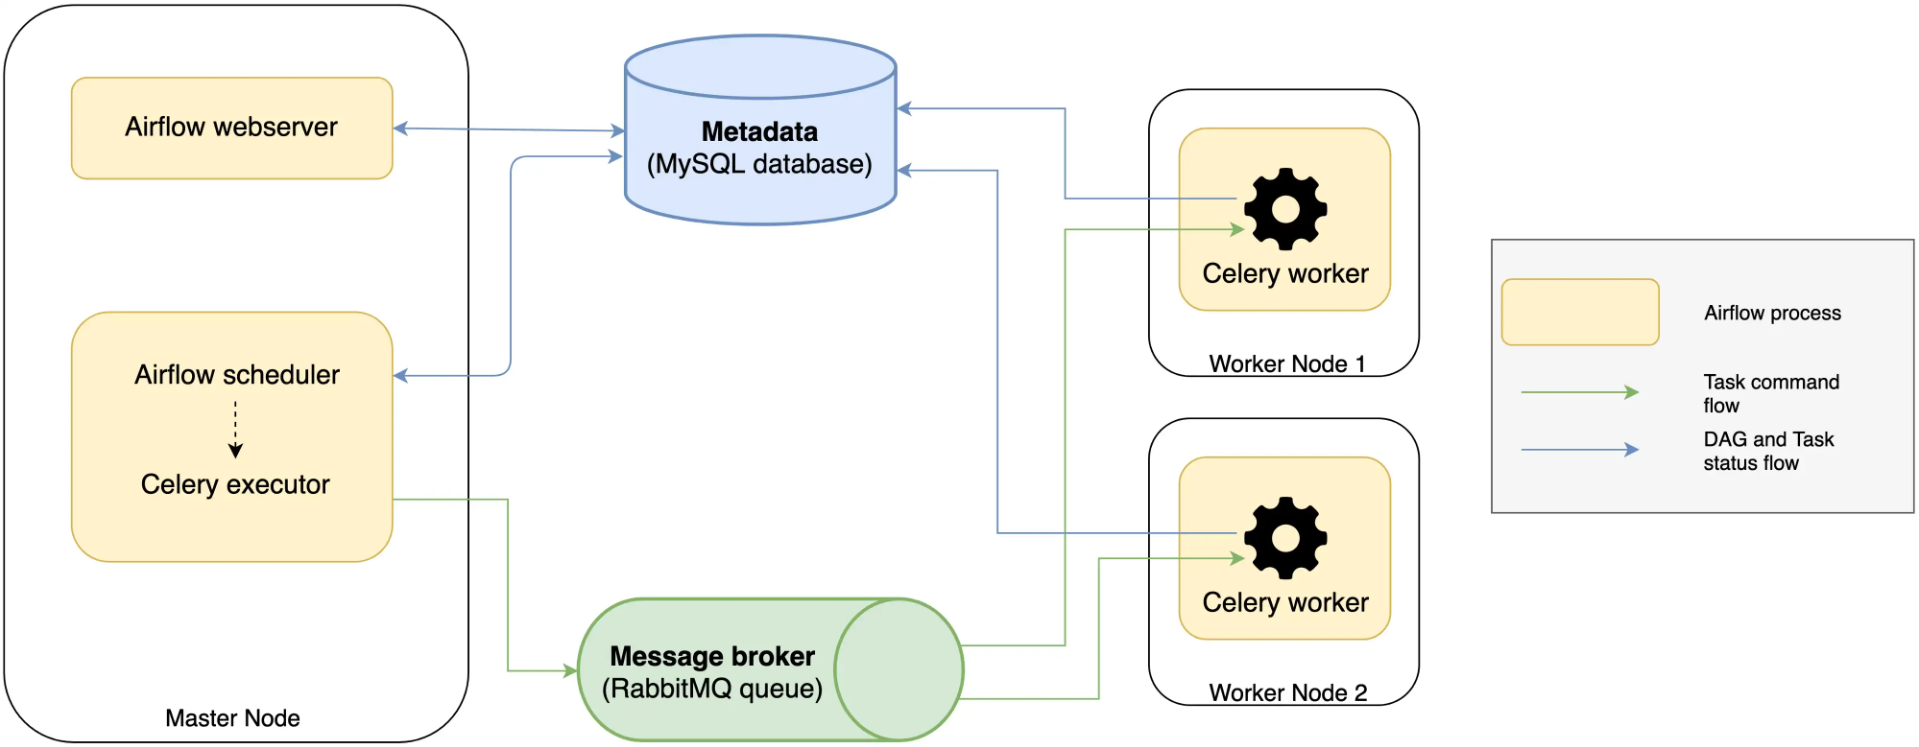 Airflow webserver
Airflow scheduler
Celery executor
Master Node
Metadata
(MySQL database)
Message broker
(RabbitMQ queue)
Celery worker
Worker Node 1
Celery worker
Worker Node 2
Airflow process
Task command
flow
DAG and Task
status flow